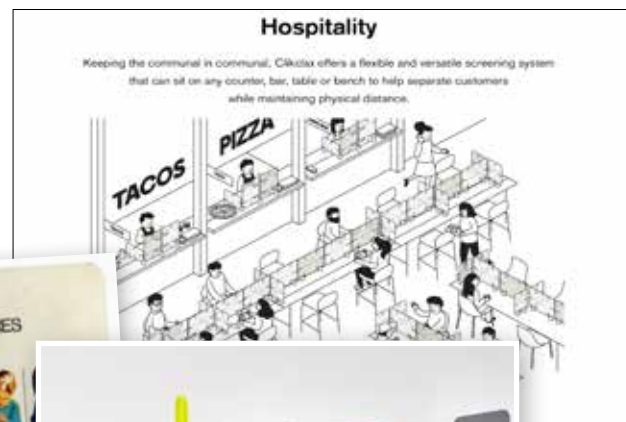 Hospitality
Keeping the communal in communal, Clikclax offers a flexible and versatile screening system
that can sit on any counter, bar, table or bench to help separate customers
while maintaining physical distance.
TACOS
PIZZA
ES